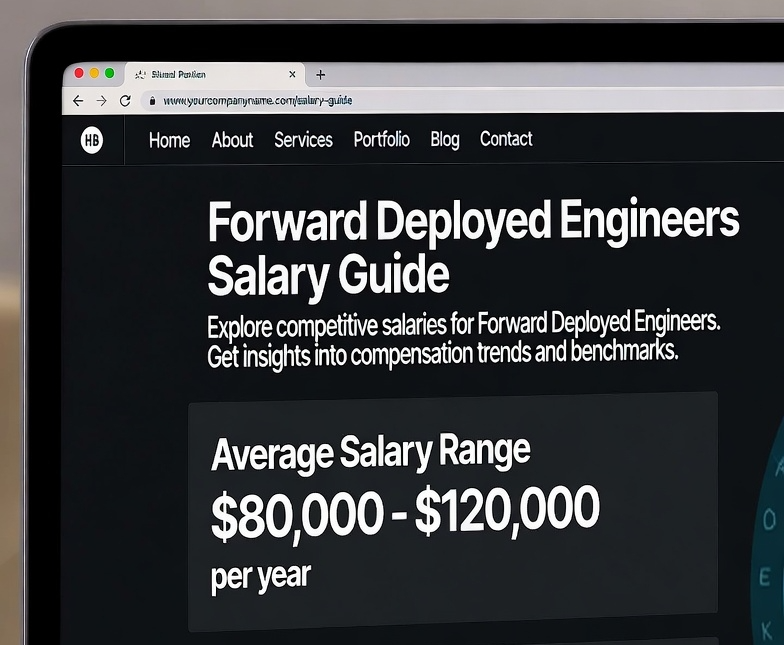 www.yourcompanyname.com/salary-guide
HB
Home About Services Portfolio Blog Contact
Forward Deployed Engineers
Salary Guide
Explore competitive salaries for Forward Deployed Engineers.
Get insights into compensation trends and benchmarks.
Average Salary Range
$80,000 - $120,000
per year
O
E
K